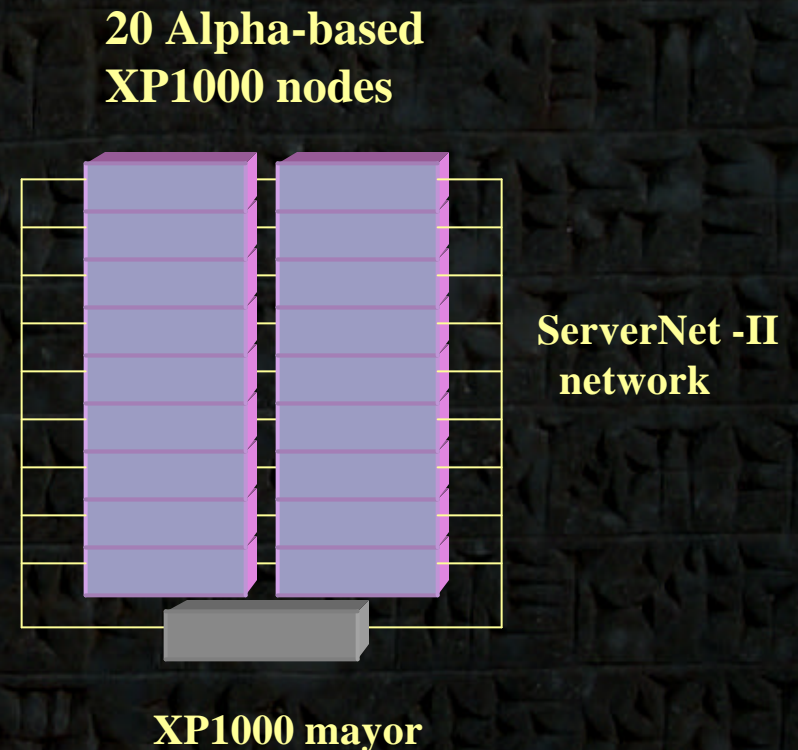 20 Alpha-based
XP1000 nodes
ServerNet -II
network
XP1000 mayor